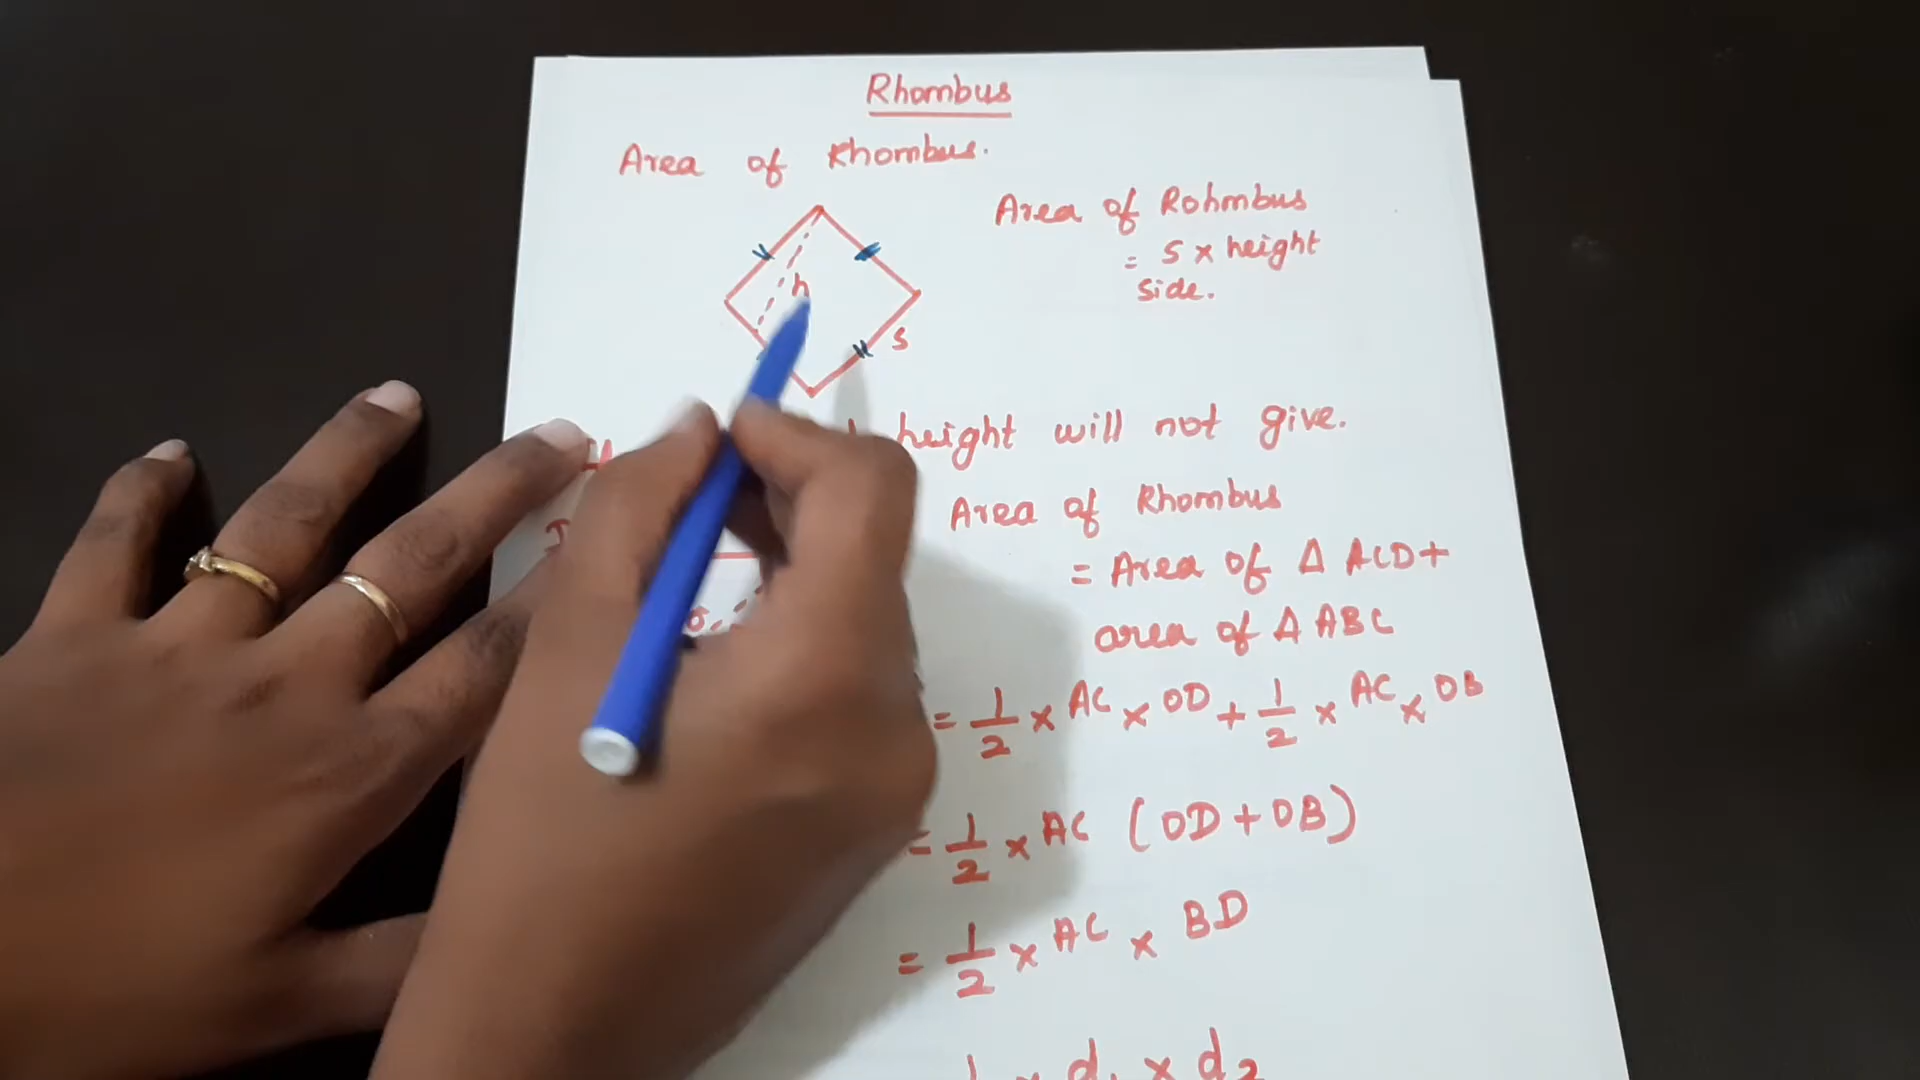 Rhombus
Area of Rhombus.
Area of Rohmbus
= S x height
side.
h
S
height will not give.
Area of Rhombus
= Area of Δ ACD+
area of Δ ABC
= 1/2 x AC x OD + 1/2 x AC x OB
= 1/2 x AC (OD + OB)
= 1/2 x AC x BD
x d1 x d2